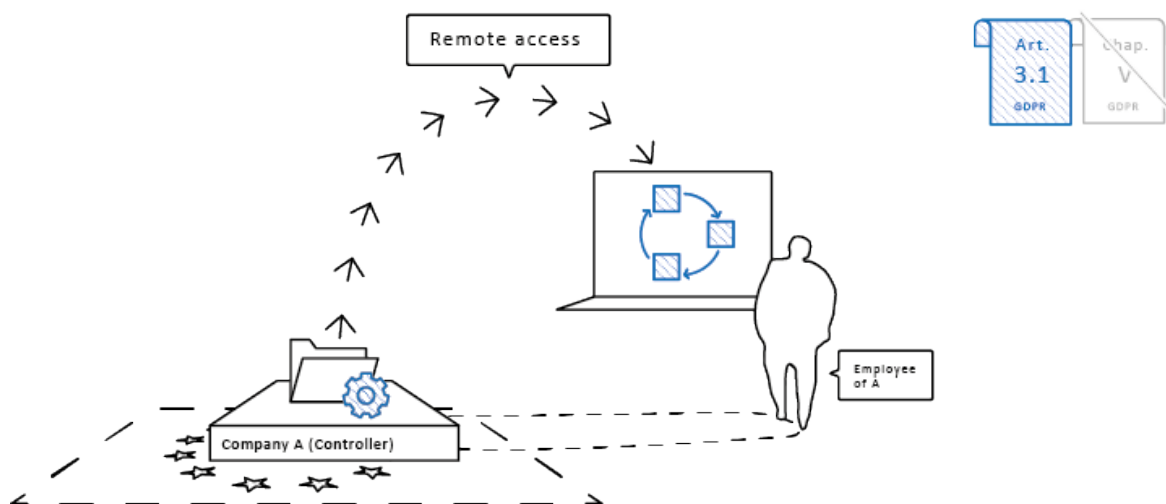 Remote access
Art.
3.1
GDPR
Chap.
V
GDPR
Employee
of A
Company A (Controller)